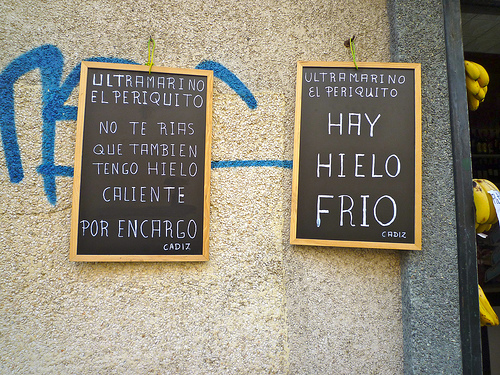 ULTRAMARINO
EL PERIQUITO
NO TE RIAS
QUE TAMBIEN
TENGO HIELO
CALIENTE
POR ENCARGO
CADIZ
ULTRAMARINO
EL PERIQUITO
HAY
HIELO
FRIO
CADIZ